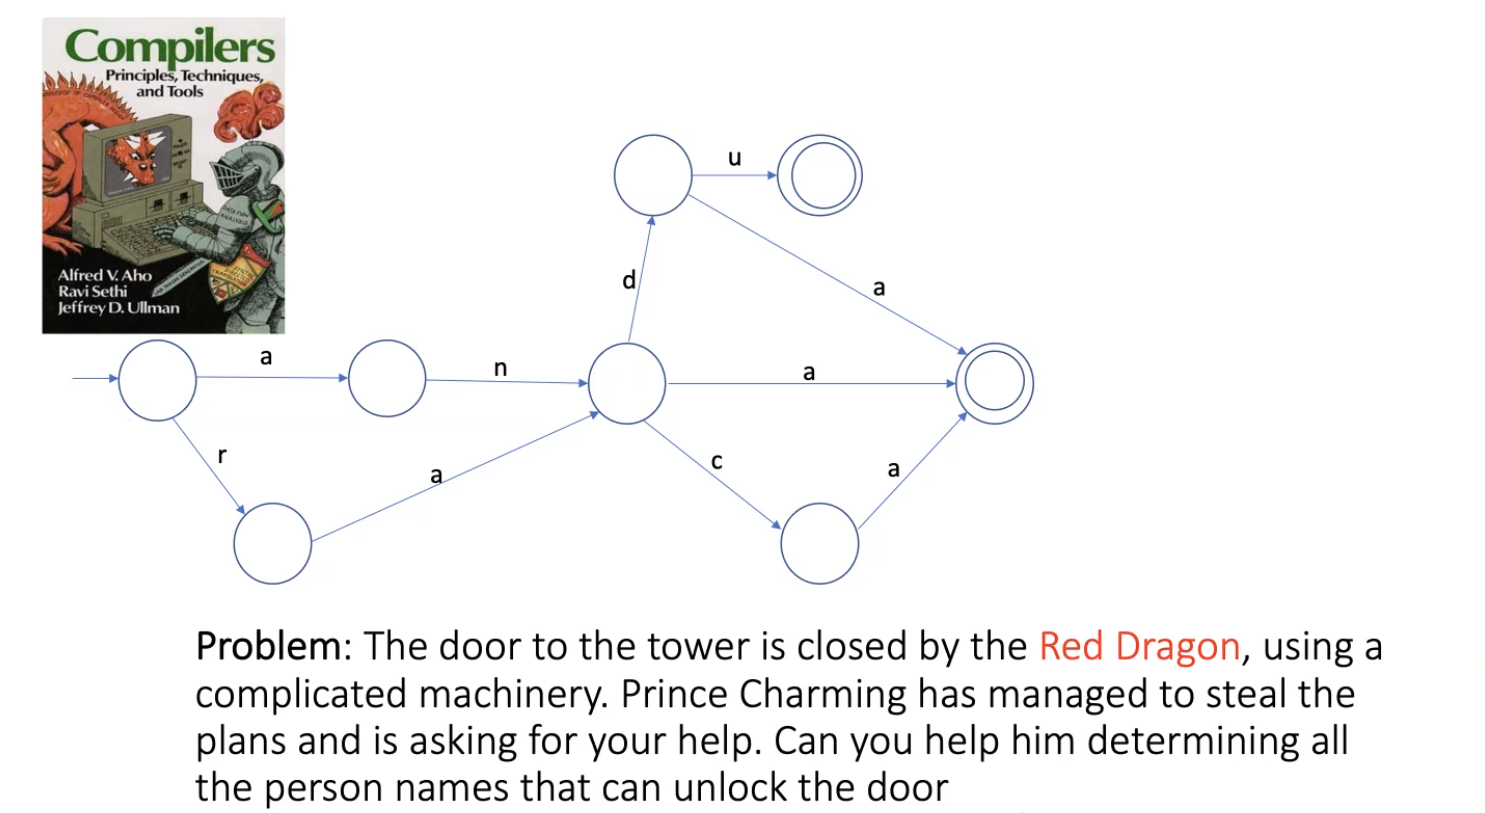 Compilers
Principles, Techniques,
and Tools
Alfred V. Aho
Ravi Sethi
Jeffrey D. Ullman
u
d
a
a
n
a
r
a
c
a
Problem: The door to the tower is closed by the Red Dragon, using a
complicated machinery. Prince Charming has managed to steal the
plans and is asking for your help. Can you help him determining all
the person names that can unlock the door